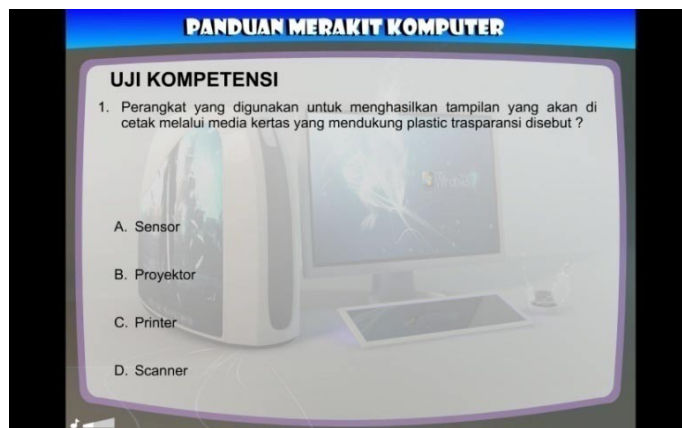 PANDUAN MERAKIT KOMPUTER
UJI KOMPETENSI
1. Perangkat yang digunakan untuk menghasilkan tampilan yang akan di
cetak melalui media kertas yang mendukung plastic trasparansi disebut ?
A. Sensor
B. Proyektor
C. Printer
D. Scanner